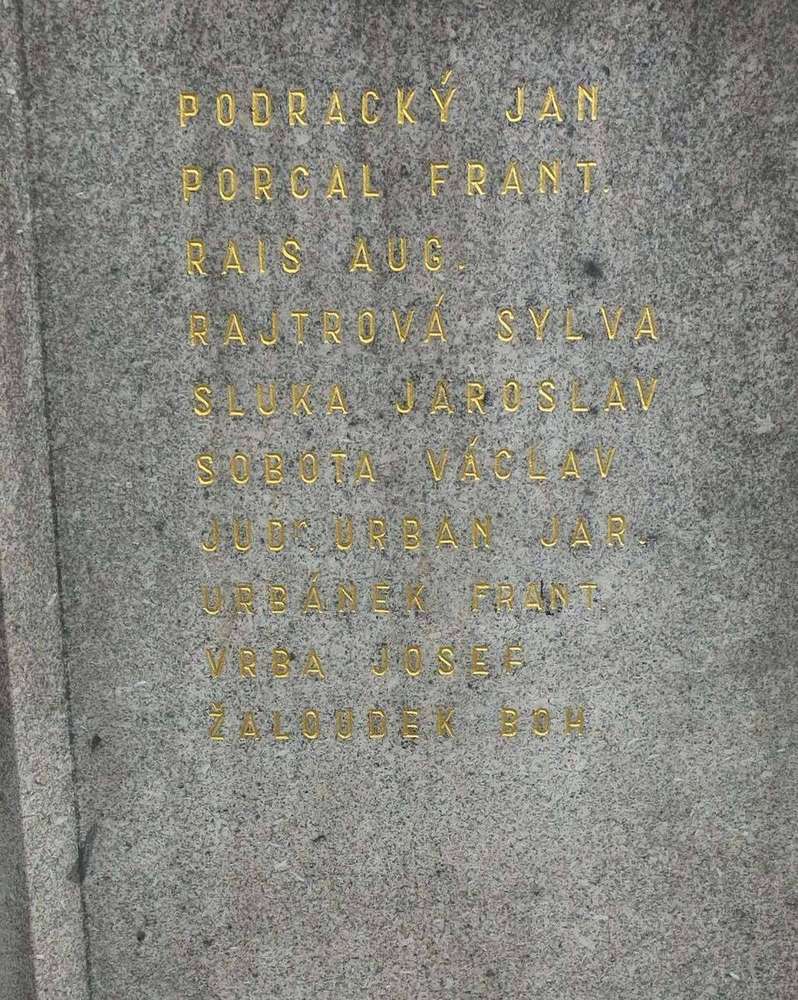 PODRACKÝ JAN
PORCAL FRANT.
RAIS AUG.
RAJTROVÁ SYLVA
SLUKA JAROSLAV
SOBOTA VÁCLAV
JUDr. URBAN JAR.
URBÁNEK FRANT.
VRBA JOSEF
ŽALOUDEK BOH